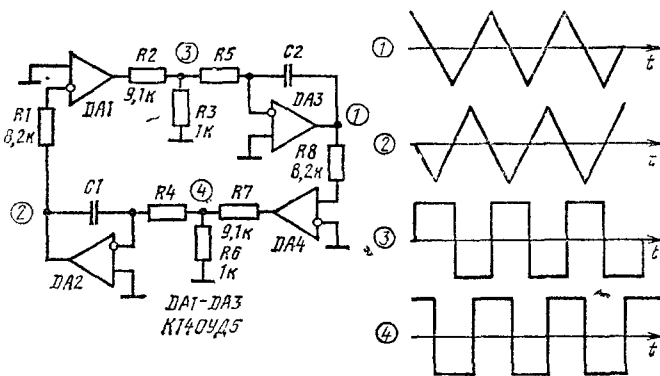 R2
③
R5
C2
9,1к
DA1
R3
1к
DA3
①
R1
8,2к
R8
8,2к
②
C1
R4
④
R7
9,1к
R6
1к
DA2
DA4
DA1-DA3
К140УД5
①
t
②
t
③
t
④
t